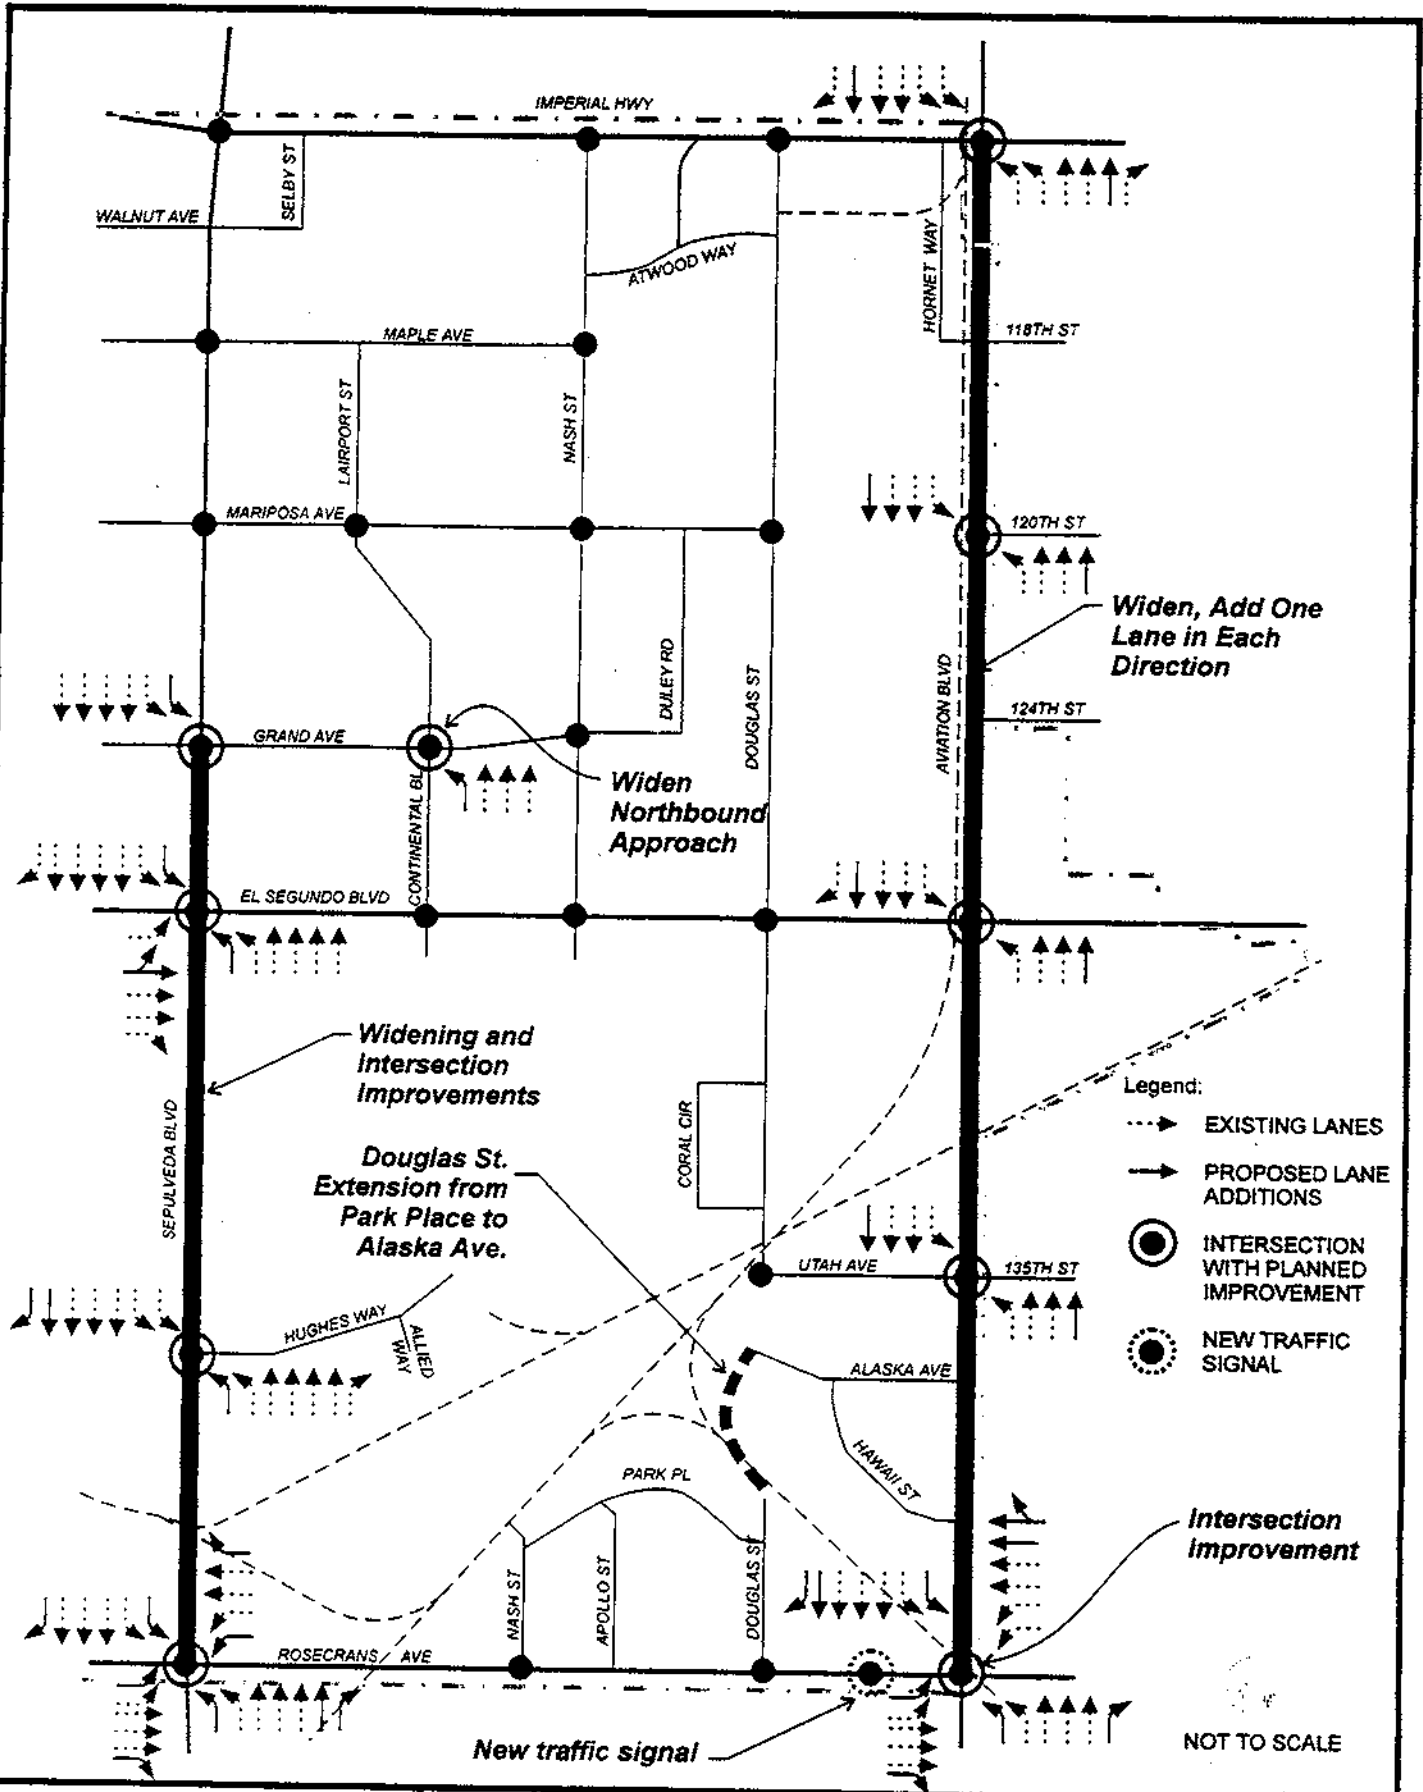 IMPERIAL HWY
SELBY ST
WALNUT AVE
ATWOOD WAY
HORNET WAY
118TH ST
MAPLE AVE
LAIRPORT ST
NASH ST
MARIPOSA AVE
120TH ST
Widen, Add One
Lane in Each
Direction
DULEY RD
DOUGLAS ST
AVIATION BLVD
124TH ST
GRAND AVE
CONTINENTAL BL
Widen
Northbound
Approach
EL SEGUNDO BLVD
Widening and
Intersection
Improvements
SEPULVEDA BLVD
Douglas St.
Extension from
Park Place to
Alaska Ave.
CORAL CIR
Legend:
EXISTING LANES
PROPOSED LANE
ADDITIONS
INTERSECTION
WITH PLANNED
IMPROVEMENT
NEW TRAFFIC
SIGNAL
UTAH AVE
135TH ST
HUGHES WAY
ALLIED
WAY
ALASKA AVE
HAWAII ST
PARK PL
Intersection
Improvement
NASH ST
APOLLO ST
DOUGLAS ST
ROSECRANS AVE
New traffic signal
NOT TO SCALE